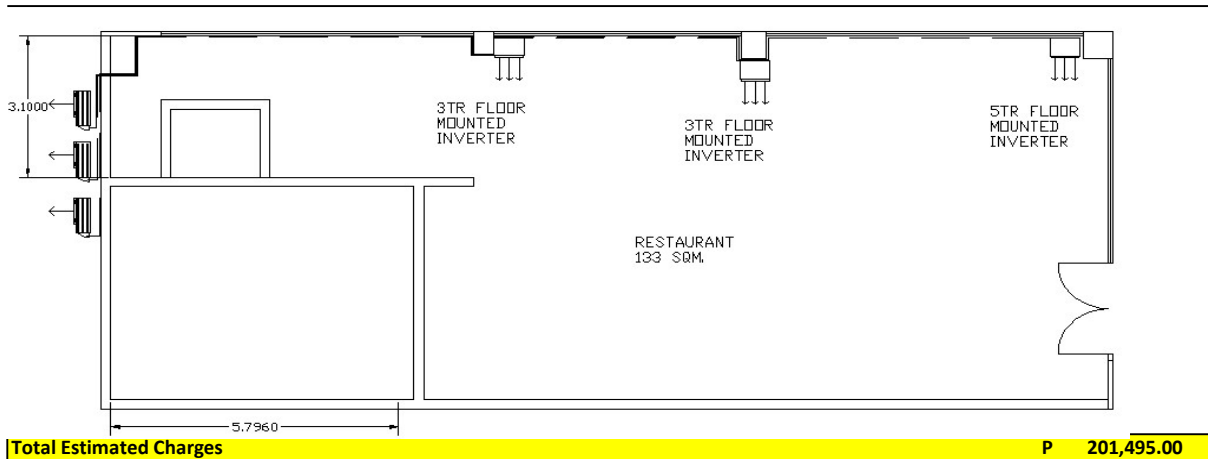 3.1000
3TR FLOOR
MOUNTED
INVERTER
3TR FLOOR
MOUNTED
INVERTER
5TR FLOOR
MOUNTED
INVERTER
RESTAURANT
133 SQM.
5.7960
Total Estimated Charges P 201,495.00